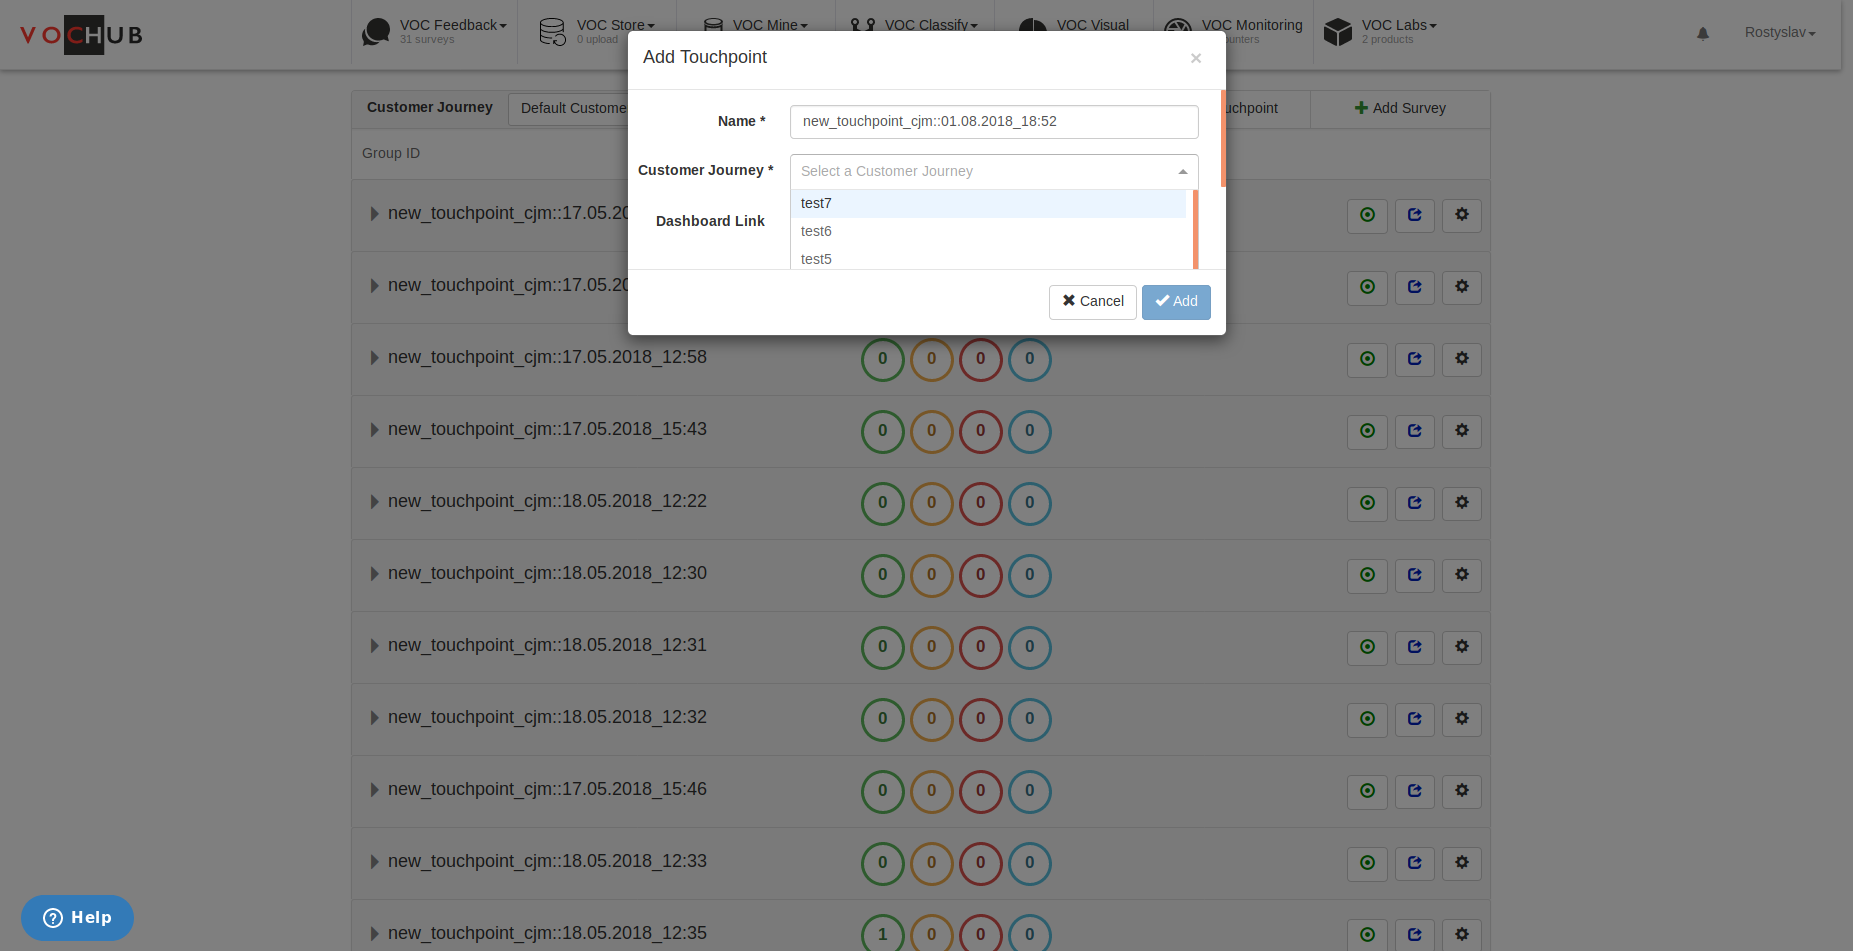 VOCHUB
VOC Feedback
31 surveys
VOC Store
0 upload
VOC Mine
VOC Classify
VOC Visual
VOC Monitoring
VOC Labs
2 products
Rostyslav
Add Touchpoint
×
Customer Journey
Default Custome
Add Survey
Group ID
Name *
new_touchpoint_cjm::01.08.2018_18:52
Customer Journey *
Select a Customer Journey
test7
test6
test5
Dashboard Link
Cancel
Add
new_touchpoint_cjm::17.05.20
new_touchpoint_cjm::17.05.20
new_touchpoint_cjm::17.05.2018_12:58
0 0 0 0
new_touchpoint_cjm::17.05.2018_15:43
0 0 0 0
new_touchpoint_cjm::18.05.2018_12:22
0 0 0 0
new_touchpoint_cjm::18.05.2018_12:30
0 0 0 0
new_touchpoint_cjm::18.05.2018_12:31
0 0 0 0
new_touchpoint_cjm::18.05.2018_12:32
0 0 0 0
new_touchpoint_cjm::17.05.2018_15:46
0 0 0 0
new_touchpoint_cjm::18.05.2018_12:33
0 0 0 0
new_touchpoint_cjm::18.05.2018_12:35
1 0 0 0
Help